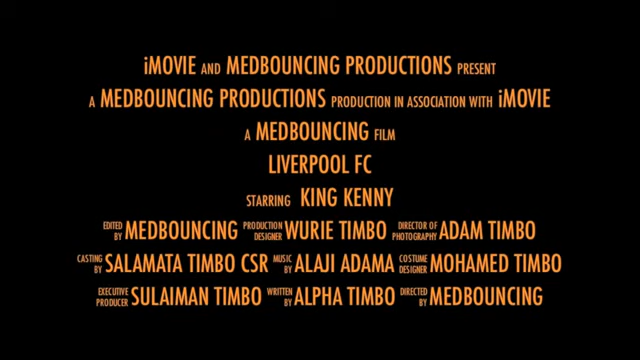 iMOVIE AND MEDBOUNCING PRODUCTIONS PRESENT
A MEDBOUNCING PRODUCTIONS PRODUCTION IN ASSOCIATION WITH iMOVIE
A MEDBOUNCING FILM
LIVERPOOL FC
STARRING KING KENNY
EDITED BY MEDBOUNCING PRODUCTION DESIGNER WURIE TIMBO DIRECTOR OF PHOTOGRAPHY ADAM TIMBO
CASTING BY SALAMATA TIMBO CSR MUSIC BY ALAJI ADAMA COSTUME DESIGNER MOHAMED TIMBO
EXECUTIVE PRODUCER SULAIMAN TIMBO WRITTEN BY ALPHA TIMBO DIRECTED BY MEDBOUNCING